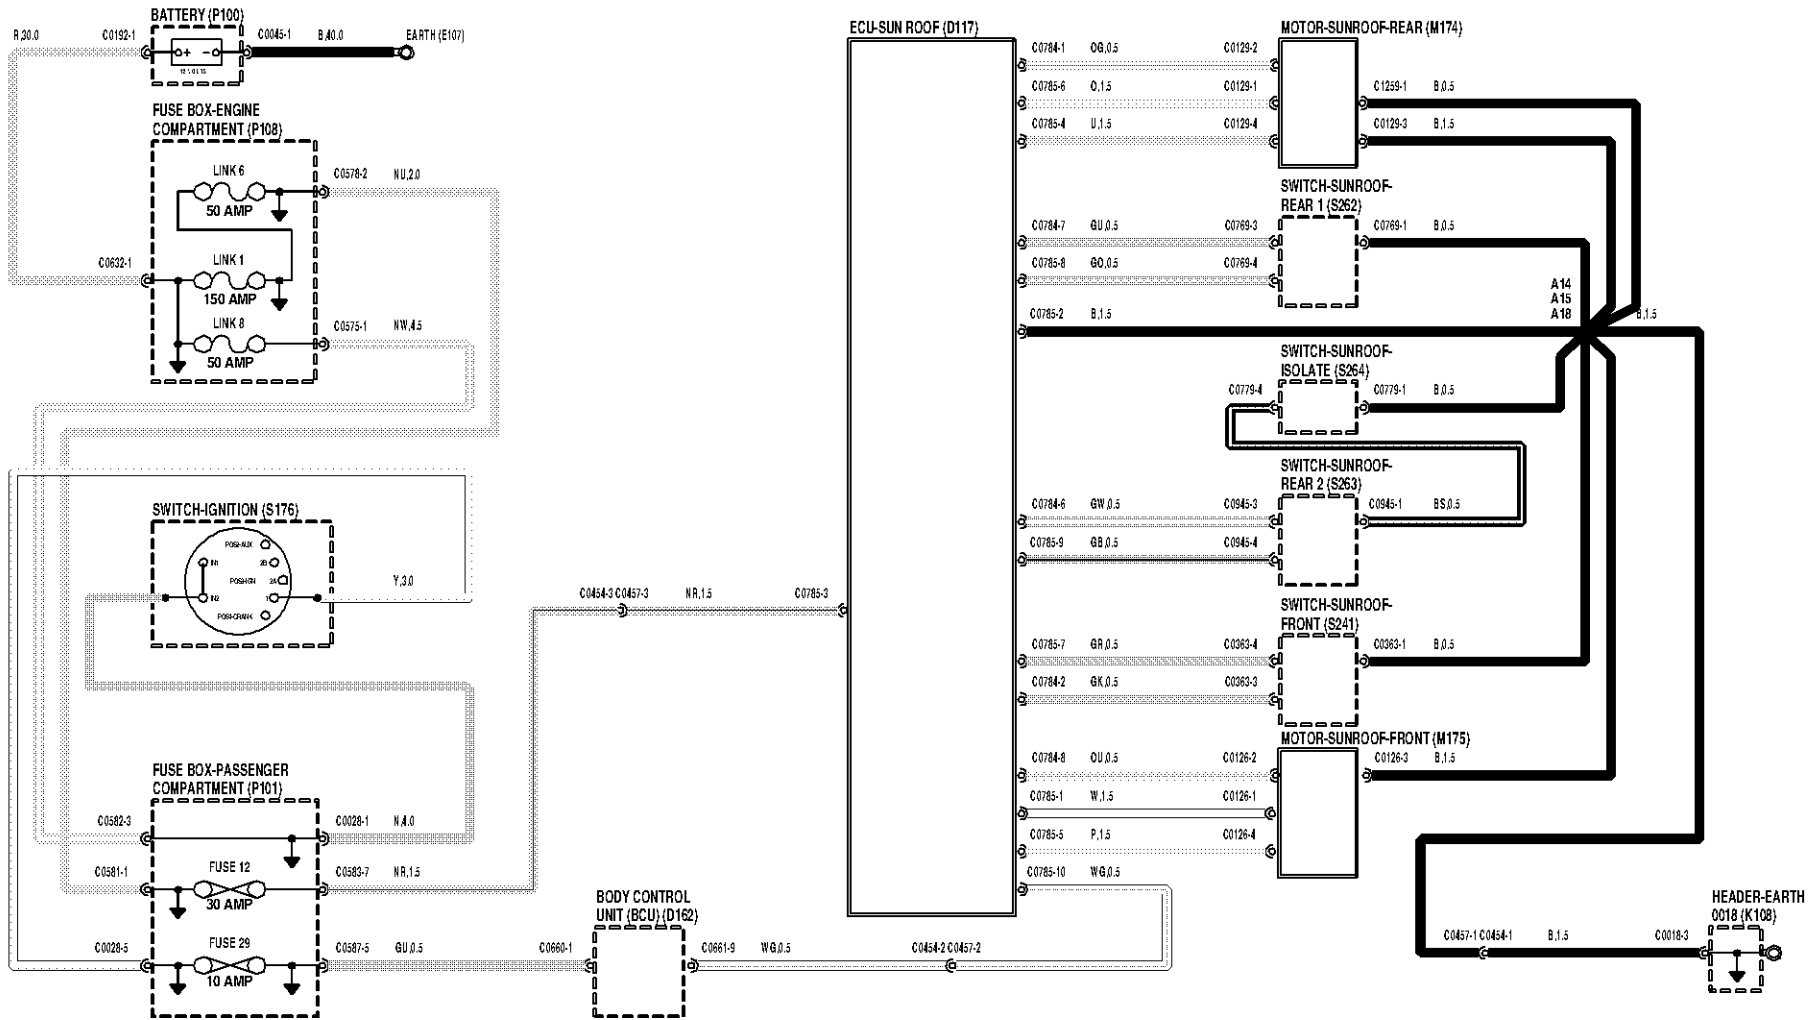 BATTERY (P100)
R,30.0
C0192-1
C0045-1
B,40.0
EARTH (E107)
+ -
12 VOLTS
FUSE BOX-ENGINE
COMPARTMENT (P108)
LINK 6
50 AMP
C0578-2
NU,2.0
C0632-1
LINK 1
150 AMP
LINK 8
50 AMP
C0575-1
NW,4.5
SWITCH-IGNITION (S176)
POS I-AUX
IN1
2B
POS II-IGN
2A
IN2
1
POS III-CRANK
Y,3.0
FUSE BOX-PASSENGER
COMPARTMENT (P101)
C0582-3
C0028-1
N,4.0
FUSE 12
30 AMP
C0581-1
C0583-7
NR,1.5
FUSE 29
10 AMP
C0028-5
C0587-5
GU,0.5
C0660-1
BODY CONTROL
UNIT (BCU) (D162)
C0661-9
WG,0.5
C0454-2 C0457-2
C0454-3 C0457-3
NR,1.5
C0785-3
ECU-SUN ROOF (D117)
C0784-1
OG,0.5
C0129-2
C0785-6
O,1.5
C0129-1
C0785-4
U,1.5
C0129-4
MOTOR-SUNROOF-REAR (M174)
C1259-1
B,0.5
C0129-3
B,1.5
SWITCH-SUNROOF-
REAR 1 (S262)
C0784-7
GU,0.5
C0769-3
C0769-1
B,0.5
C0785-8
GO,0.5
C0769-4
C0785-2
B,1.5
A14
A15
A18
B,1.5
SWITCH-SUNROOF-
ISOLATE (S264)
C0779-4
C0779-1
B,0.5
SWITCH-SUNROOF-
REAR 2 (S263)
C0784-6
GW,0.5
C0945-3
C0945-1
BS,0.5
C0785-9
GB,0.5
C0945-4
SWITCH-SUNROOF-
FRONT (S241)
C0785-7
GR,0.5
C0363-4
C0363-1
B,0.5
C0784-2
GK,0.5
C0363-3
MOTOR-SUNROOF-FRONT (M175)
C0784-8
OU,0.5
C0126-2
C0126-3
B,1.5
C0785-1
W,1.5
C0126-1
C0785-5
P,1.5
C0126-4
C0785-10
WG,0.5
HEADER-EARTH
0018 (K108)
C0457-1 C0454-1
B,1.5
C0018-3